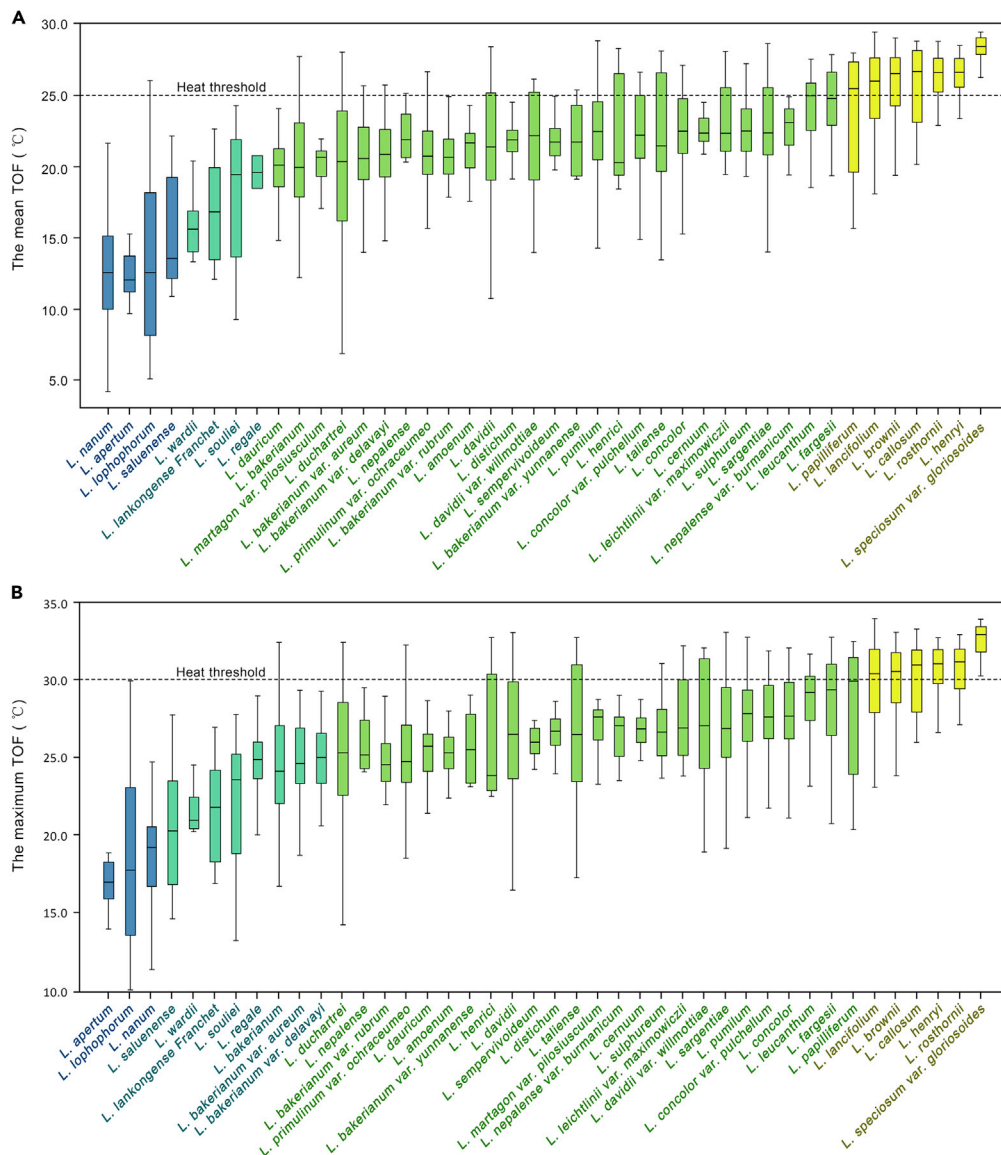 A
30.0
Heat threshold
25.0
20.0
15.0
10.0
5.0
The mean TOF (℃)
L. nanum
L. apertum
L. lophophorum
L. saluenense
L. wardii
L. lankongense Franchet
L. souliei
L. regale
L. dauricum
L. bakerianum
L. martagon var. pilosiusculum
L. duchartrei
L. bakerianum var. aureum
L. bakerianum var. delavayi
L. nepalense
L. primulinum var. ochraceumeo
L. bakerianum var. rubrum
L. amoenum
L. davidii
L. distichum
L. davidii var. willmottiae
L. sempervivoideum
L. bakerianum var. yunnanense
L. pumilum
L. henrici
L. concolor var. pulchellum
L. taliense
L. concolor
L. cernuum
L. leichtlinii var. maximowiczii
L. sulphureum
L. sargentiae
L. nepalense var. burmanicum
L. leucanthum
L. fargesii
L. papilliferum
L. lancifolium
L. brownii
L. callosum
L. rosthornii
L. henryi
L. speciosum var. gloriosoides
B
35.0
Heat threshold
30.0
25.0
20.0
15.0
10.0
The maximum TOF (℃)
L. apertum
L. lophophorum
L. nanum
L. saluenense
L. wardii
L. lankongense Franchet
L. souliei
L. regale
L. bakerianum
L. bakerianum var. aureum
L. bakerianum var. delavayi
L. duchartrei
L. nepalense
L. bakerianum var. rubrum
L. primulinum var. ochraceumeo
L. dauricum
L. amoenum
L. bakerianum var. yunnanense
L. henrici
L. davidii
L. sempervivoideum
L. distichum
L. taliense
L. martagon var. pilosiusculum
L. nepalense var. burmanicum
L. cernuum
L. sulphureum
L. leichtlinii var. maximowiczii
L. davidii var. willmottiae
L. sargentiae
L. pumilum
L. concolor var. pulchellum
L. concolor
L. leucanthum
L. fargesii
L. papilliferum
L. lancifolium
L. brownii
L. callosum
L. henryi
L. rosthornii
L. speciosum var. gloriosoides